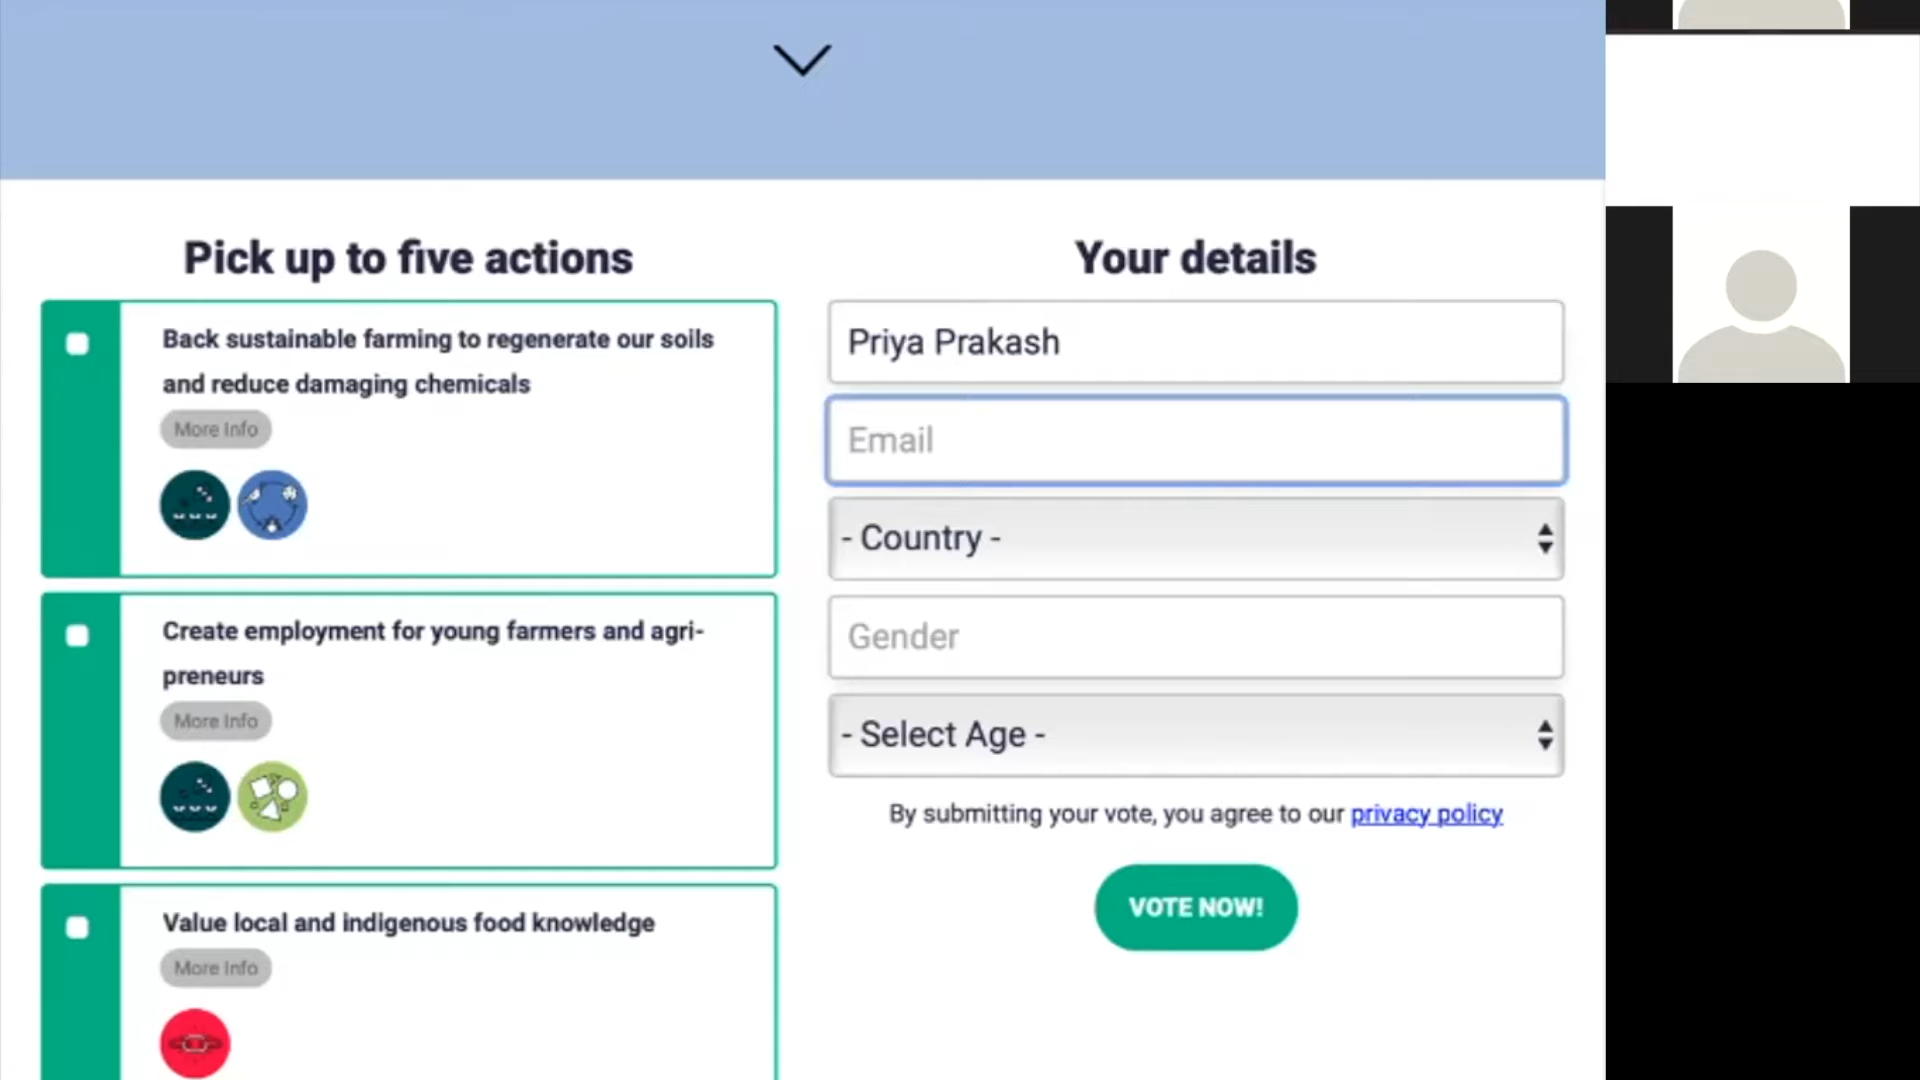 Pick up to five actions
Back sustainable farming to regenerate our soils
and reduce damaging chemicals
More Info
Create employment for young farmers and agri-
preneurs
More Info
Value local and indigenous food knowledge
More Info
Your details
Priya Prakash
Email
- Country -
Gender
- Select Age -
By submitting your vote, you agree to our privacy policy
VOTE NOW!